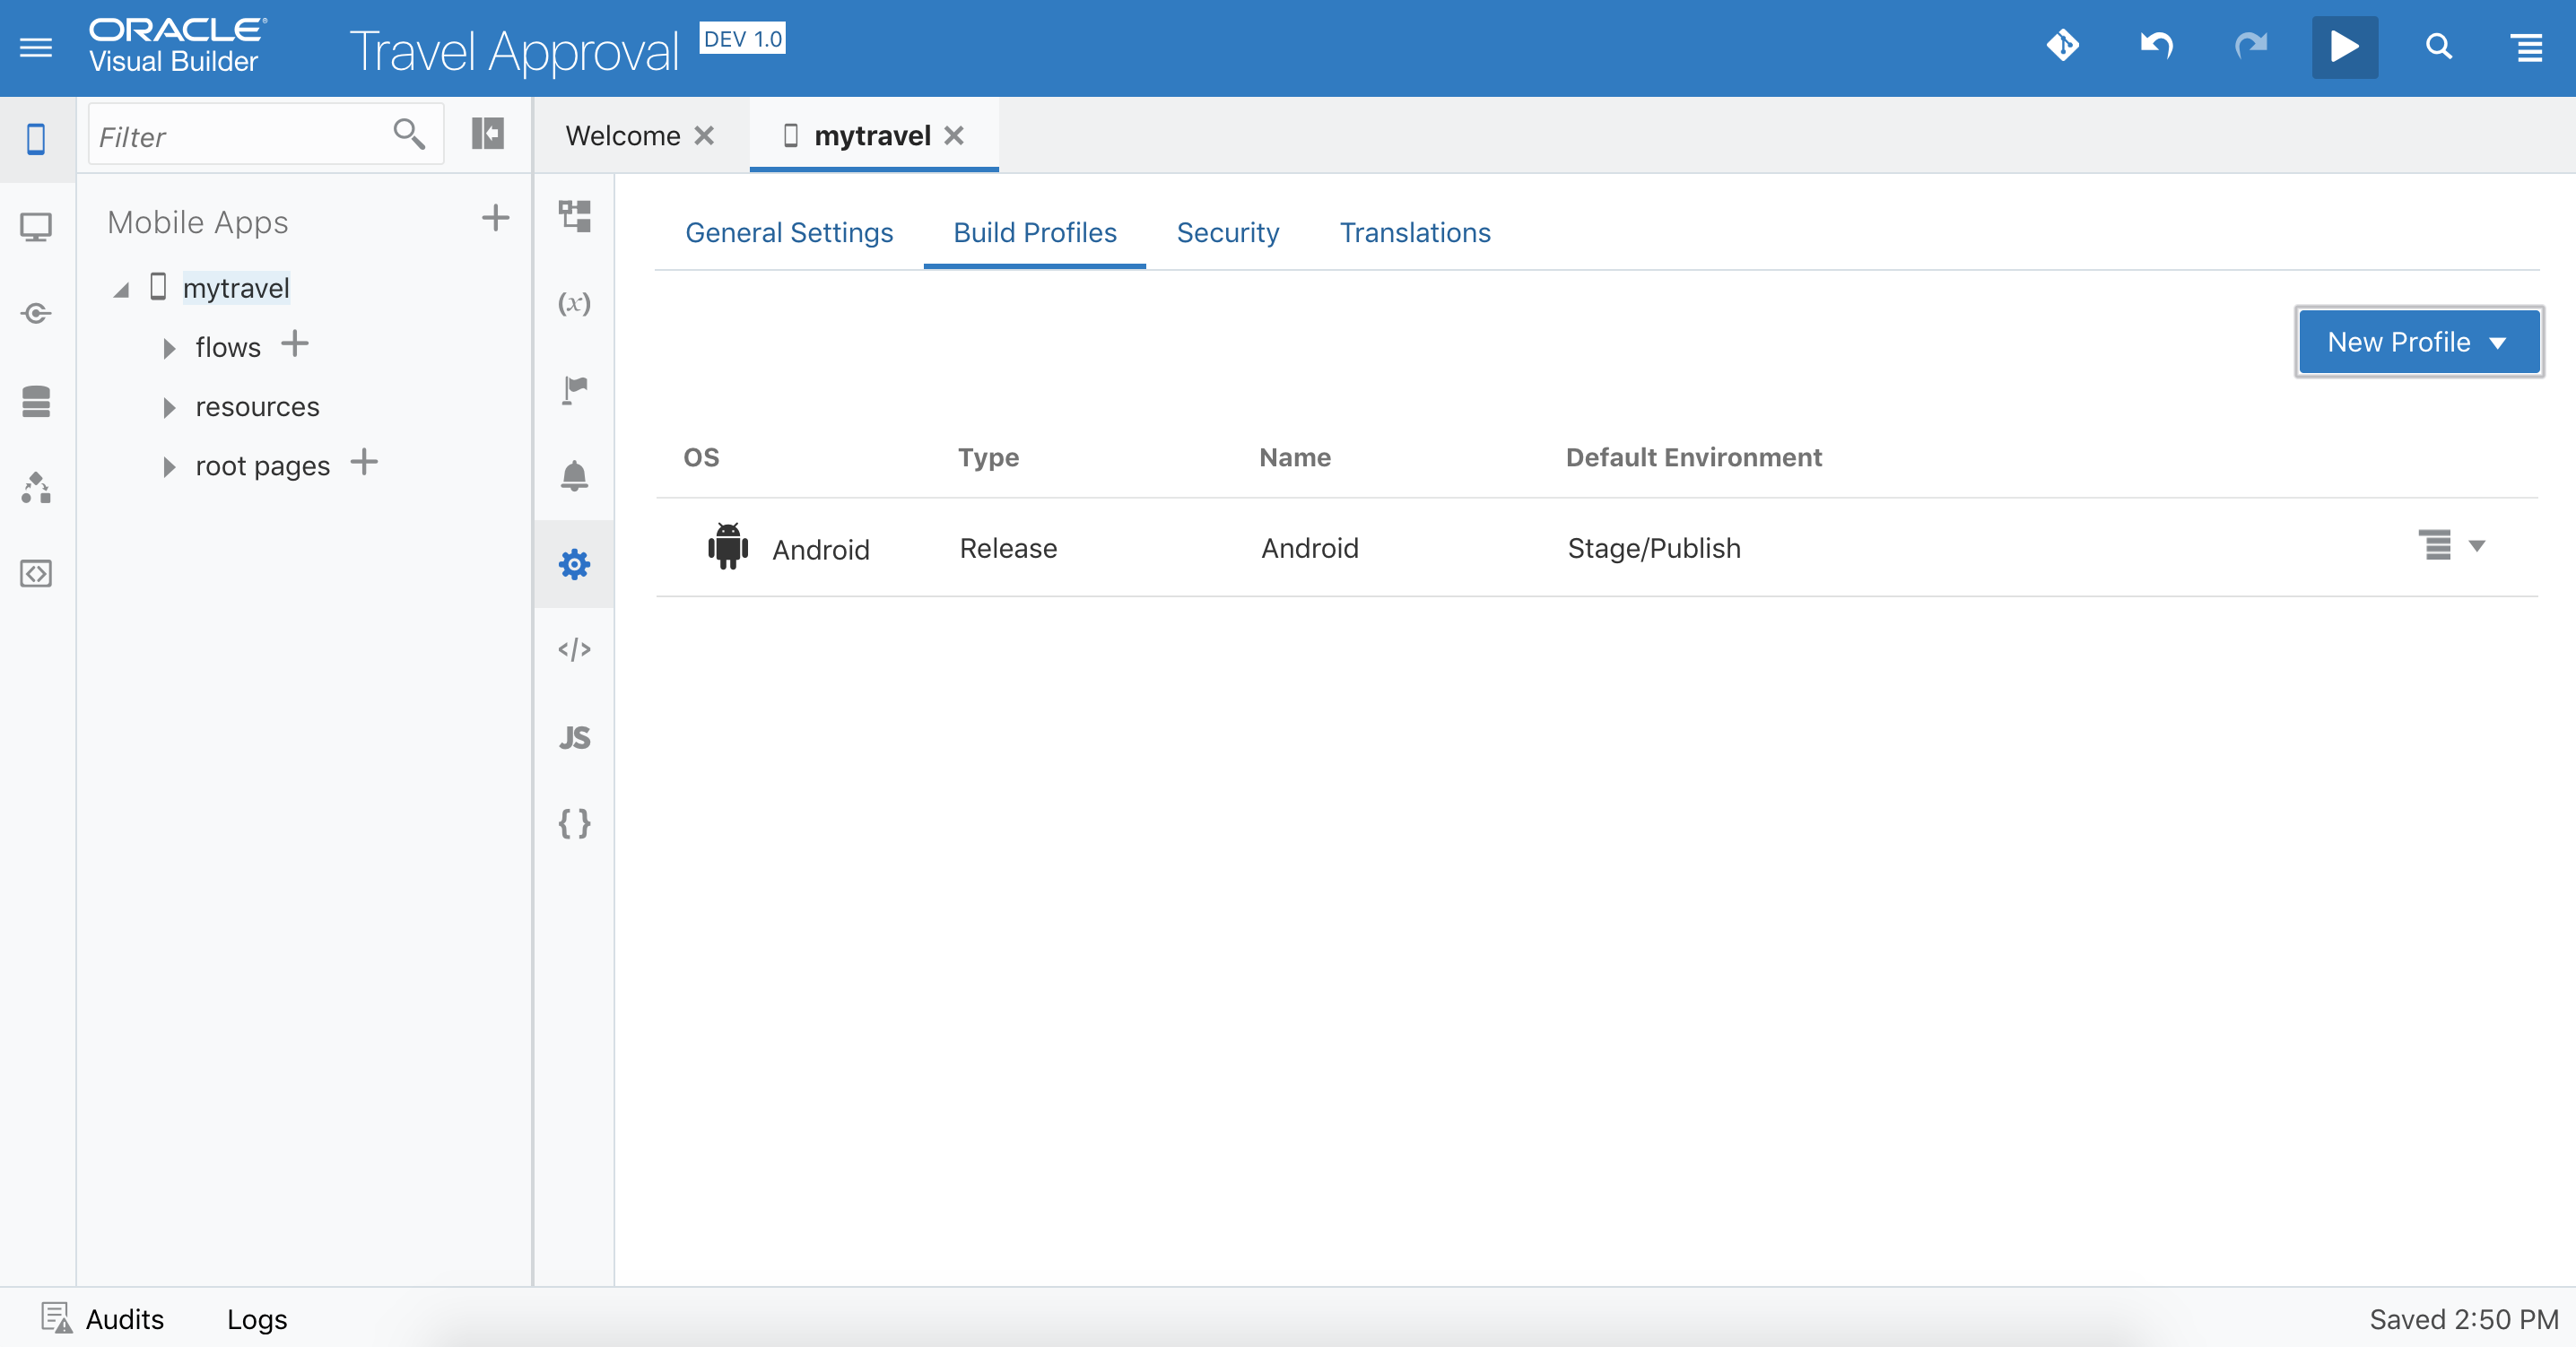 ORACLE
Visual Builder
Travel Approval
DEV 1.0
Filter
Welcome
mytravel
Mobile Apps
mytravel
flows
resources
root pages
(x)
</>
JS
{ }
General Settings
Build Profiles
Security
Translations
New Profile
OS Type Name Default Environment
Android Release Android Stage/Publish
Audits
Logs
Saved 2:50 PM